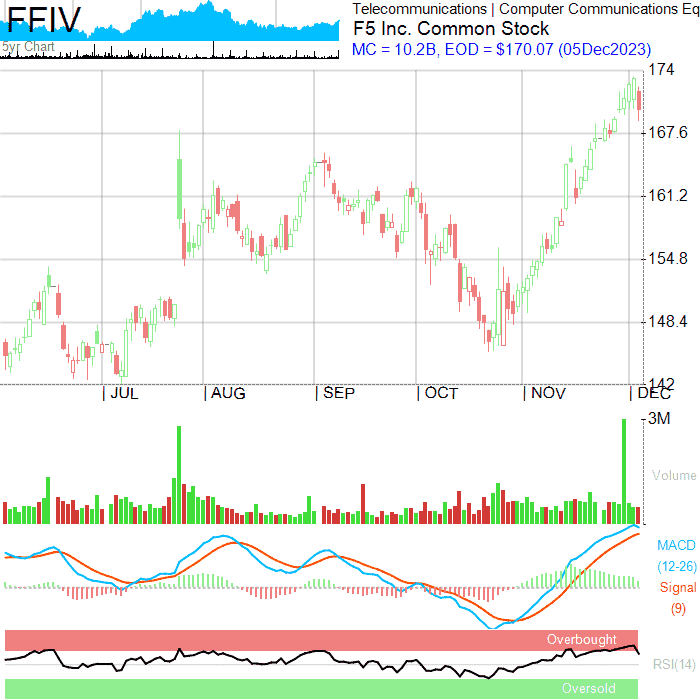 FFIV
5yr Chart
Telecommunications | Computer Communications Eq
F5 Inc. Common Stock
MC = 10.2B, EOD = $170.07 (05Dec2023)
174
167.6
161.2
154.8
148.4
142
| JUL | AUG | SEP | OCT | NOV | DEC
3M
Volume
MACD
(12-26)
Signal
(9)
Overbought
RSI(14)
Oversold